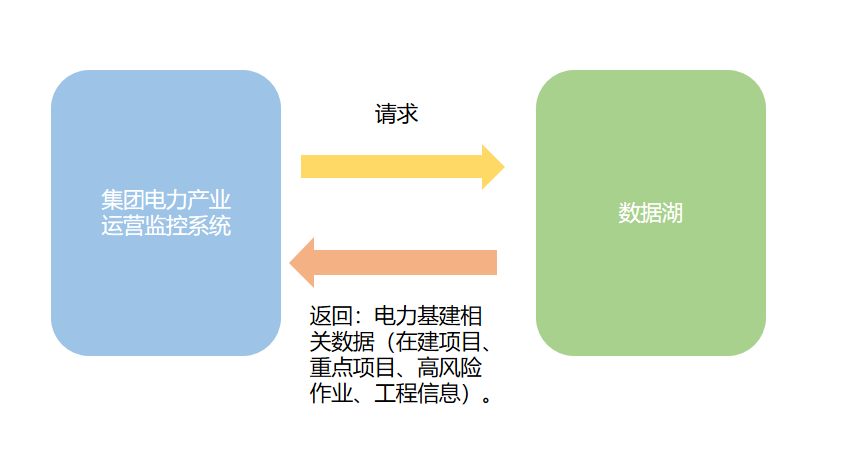 请求
集团电力产业
运营监控系统
数据湖
返回：电力基建相
关数据（在建项目、
重点项目、高风险
作业、工程信息）。